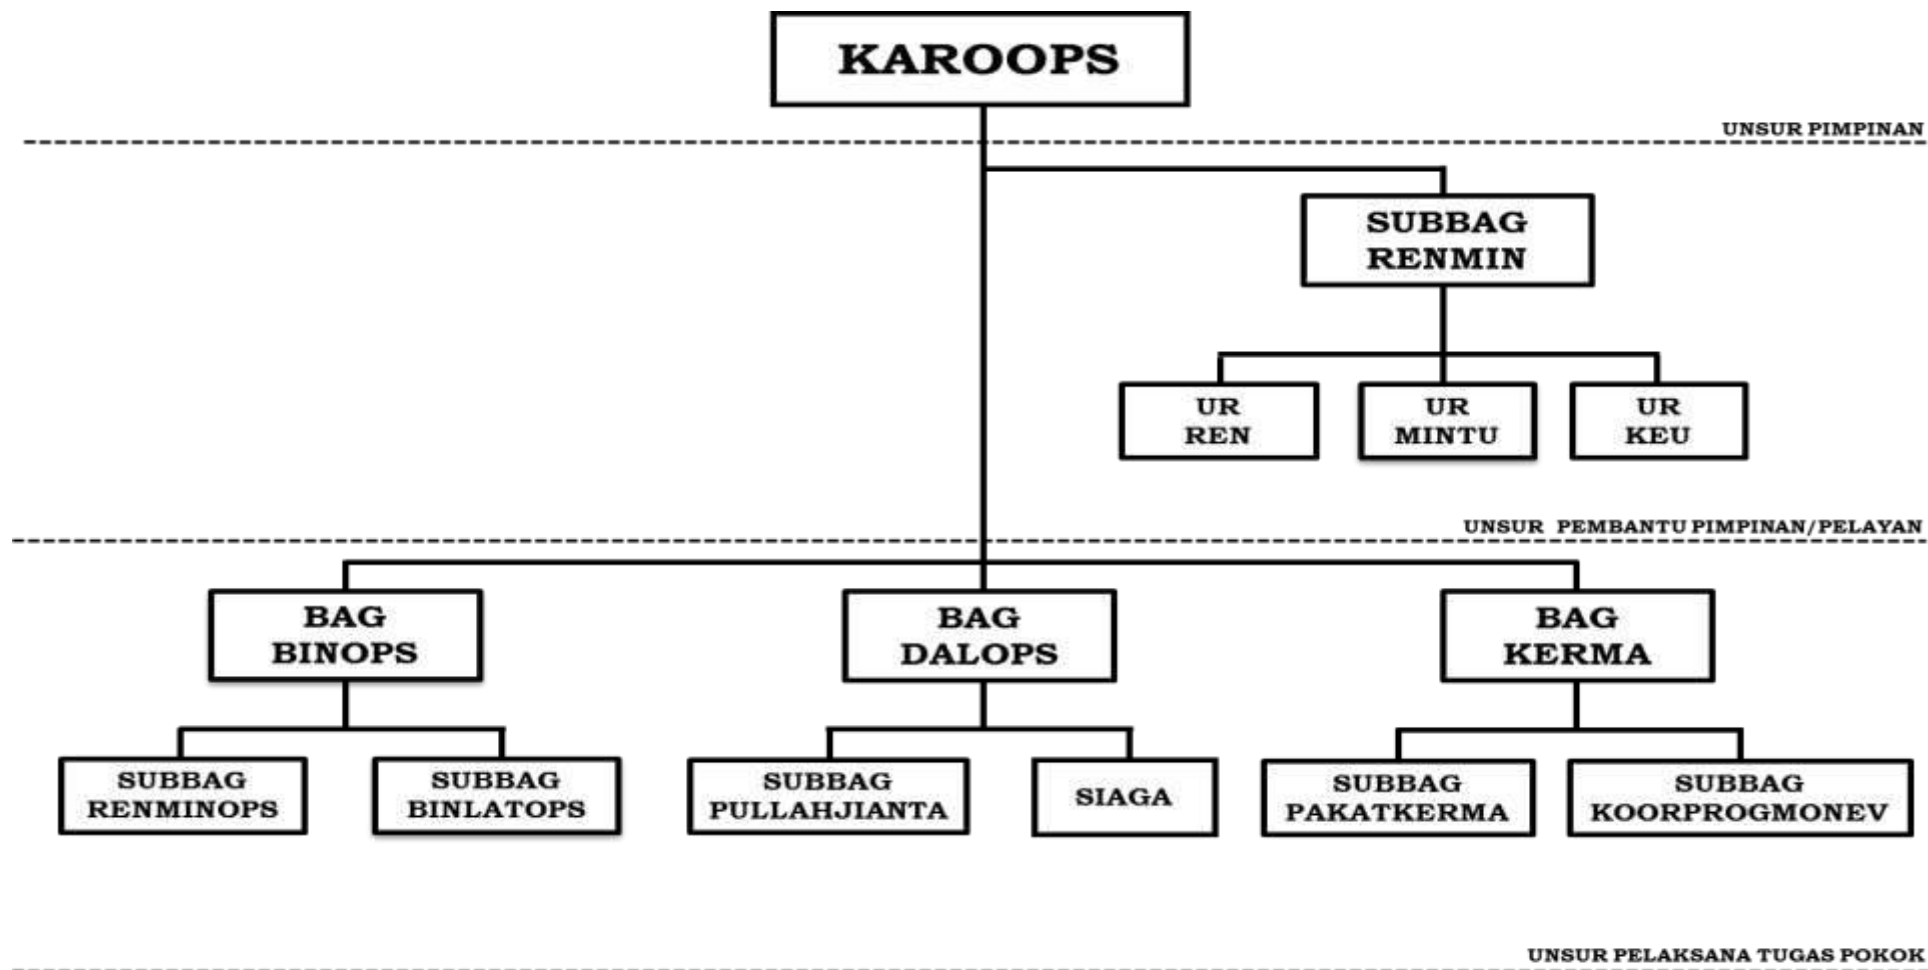 KAROOPS
UNSUR PIMPINAN
SUBBAG
RENMIN
UR
REN
UR
MINTU
UR
KEU
UNSUR PEMBANTU PIMPINAN/PELAYAN
BAG
BINOPS
BAG
DALOPS
BAG
KERMA
SUBBAG
RENMINOPS
SUBBAG
BINLATOPS
SUBBAG
PULLAHJIANTA
SIAGA
SUBBAG
PAKATKERMA
SUBBAG
KOORPROGMONEV
UNSUR PELAKSANA TUGAS POKOK